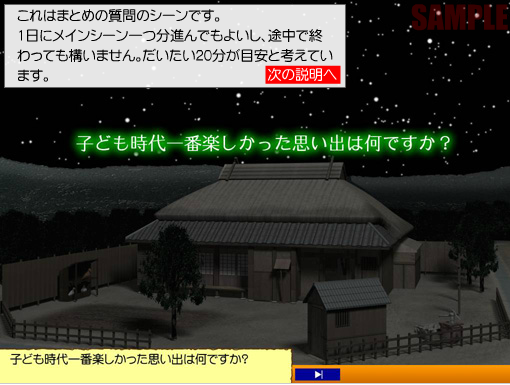 これはまとめの質問のシーンです。
1日にメインシーン一つ分進んでもよいし、途中で終
わっても構いません。だいたい20分が目安と考えてい
ます。
次の説明へ
SAMPLE
子ども時代一番楽しかった思い出は何ですか？
子ども時代一番楽しかった思い出は何ですか？